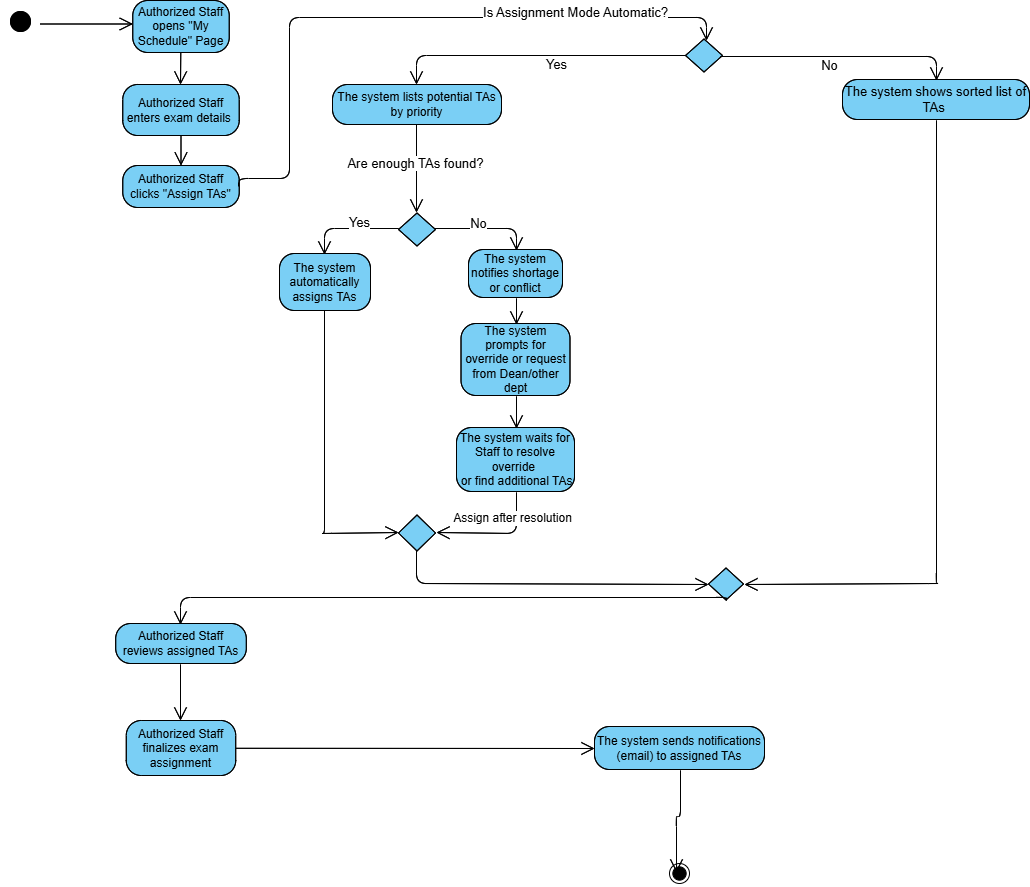 Authorized Staff
opens "My
Schedule" Page
Authorized Staff
enters exam details
Authorized Staff
clicks "Assign TAs"
Is Assignment Mode Automatic?
Yes
No
The system lists potential TAs
by priority
The system shows sorted list of
TAs
Are enough TAs found?
Yes
No
The system
automatically
assigns TAs
The system
notifies shortage
or conflict
The system
prompts for
override or request
from Dean/other
dept
The system waits for
Staff to resolve
override
or find additional TAs
Assign after resolution
Authorized Staff
reviews assigned TAs
Authorized Staff
finalizes exam
assignment
The system sends notifications
(email) to assigned TAs